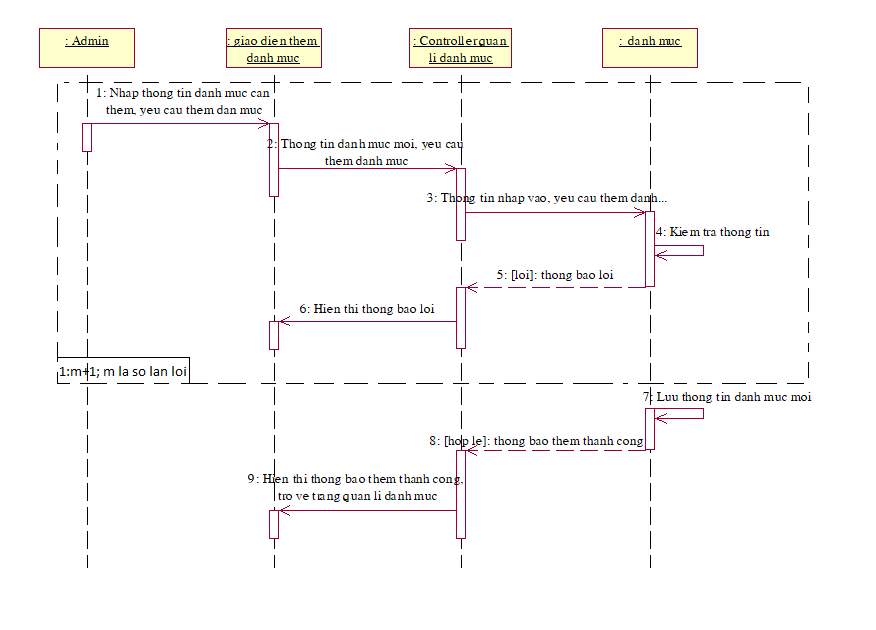 : Admin
: giao dien them
danh muc
: Controllerquan
li danh muc
: danh muc
1: Nhap thong tin danh muc can
them, yeu cau them dan muc
2: Thong tin danh muc moi, yeu cau
them danh muc
3: Thong tin nhap vao, yeu cau them danh...
4: Kiem tra thong tin
5: [loi]: thong bao loi
6: Hien thi thong bao loi
1:m+1; m la so lan loi
7: Luu thong tin danh muc moi
8: [hop le]: thong bao them thanh cong
9: Hien thi thong bao them thanh cong,
tro ve trang quan li danh muc